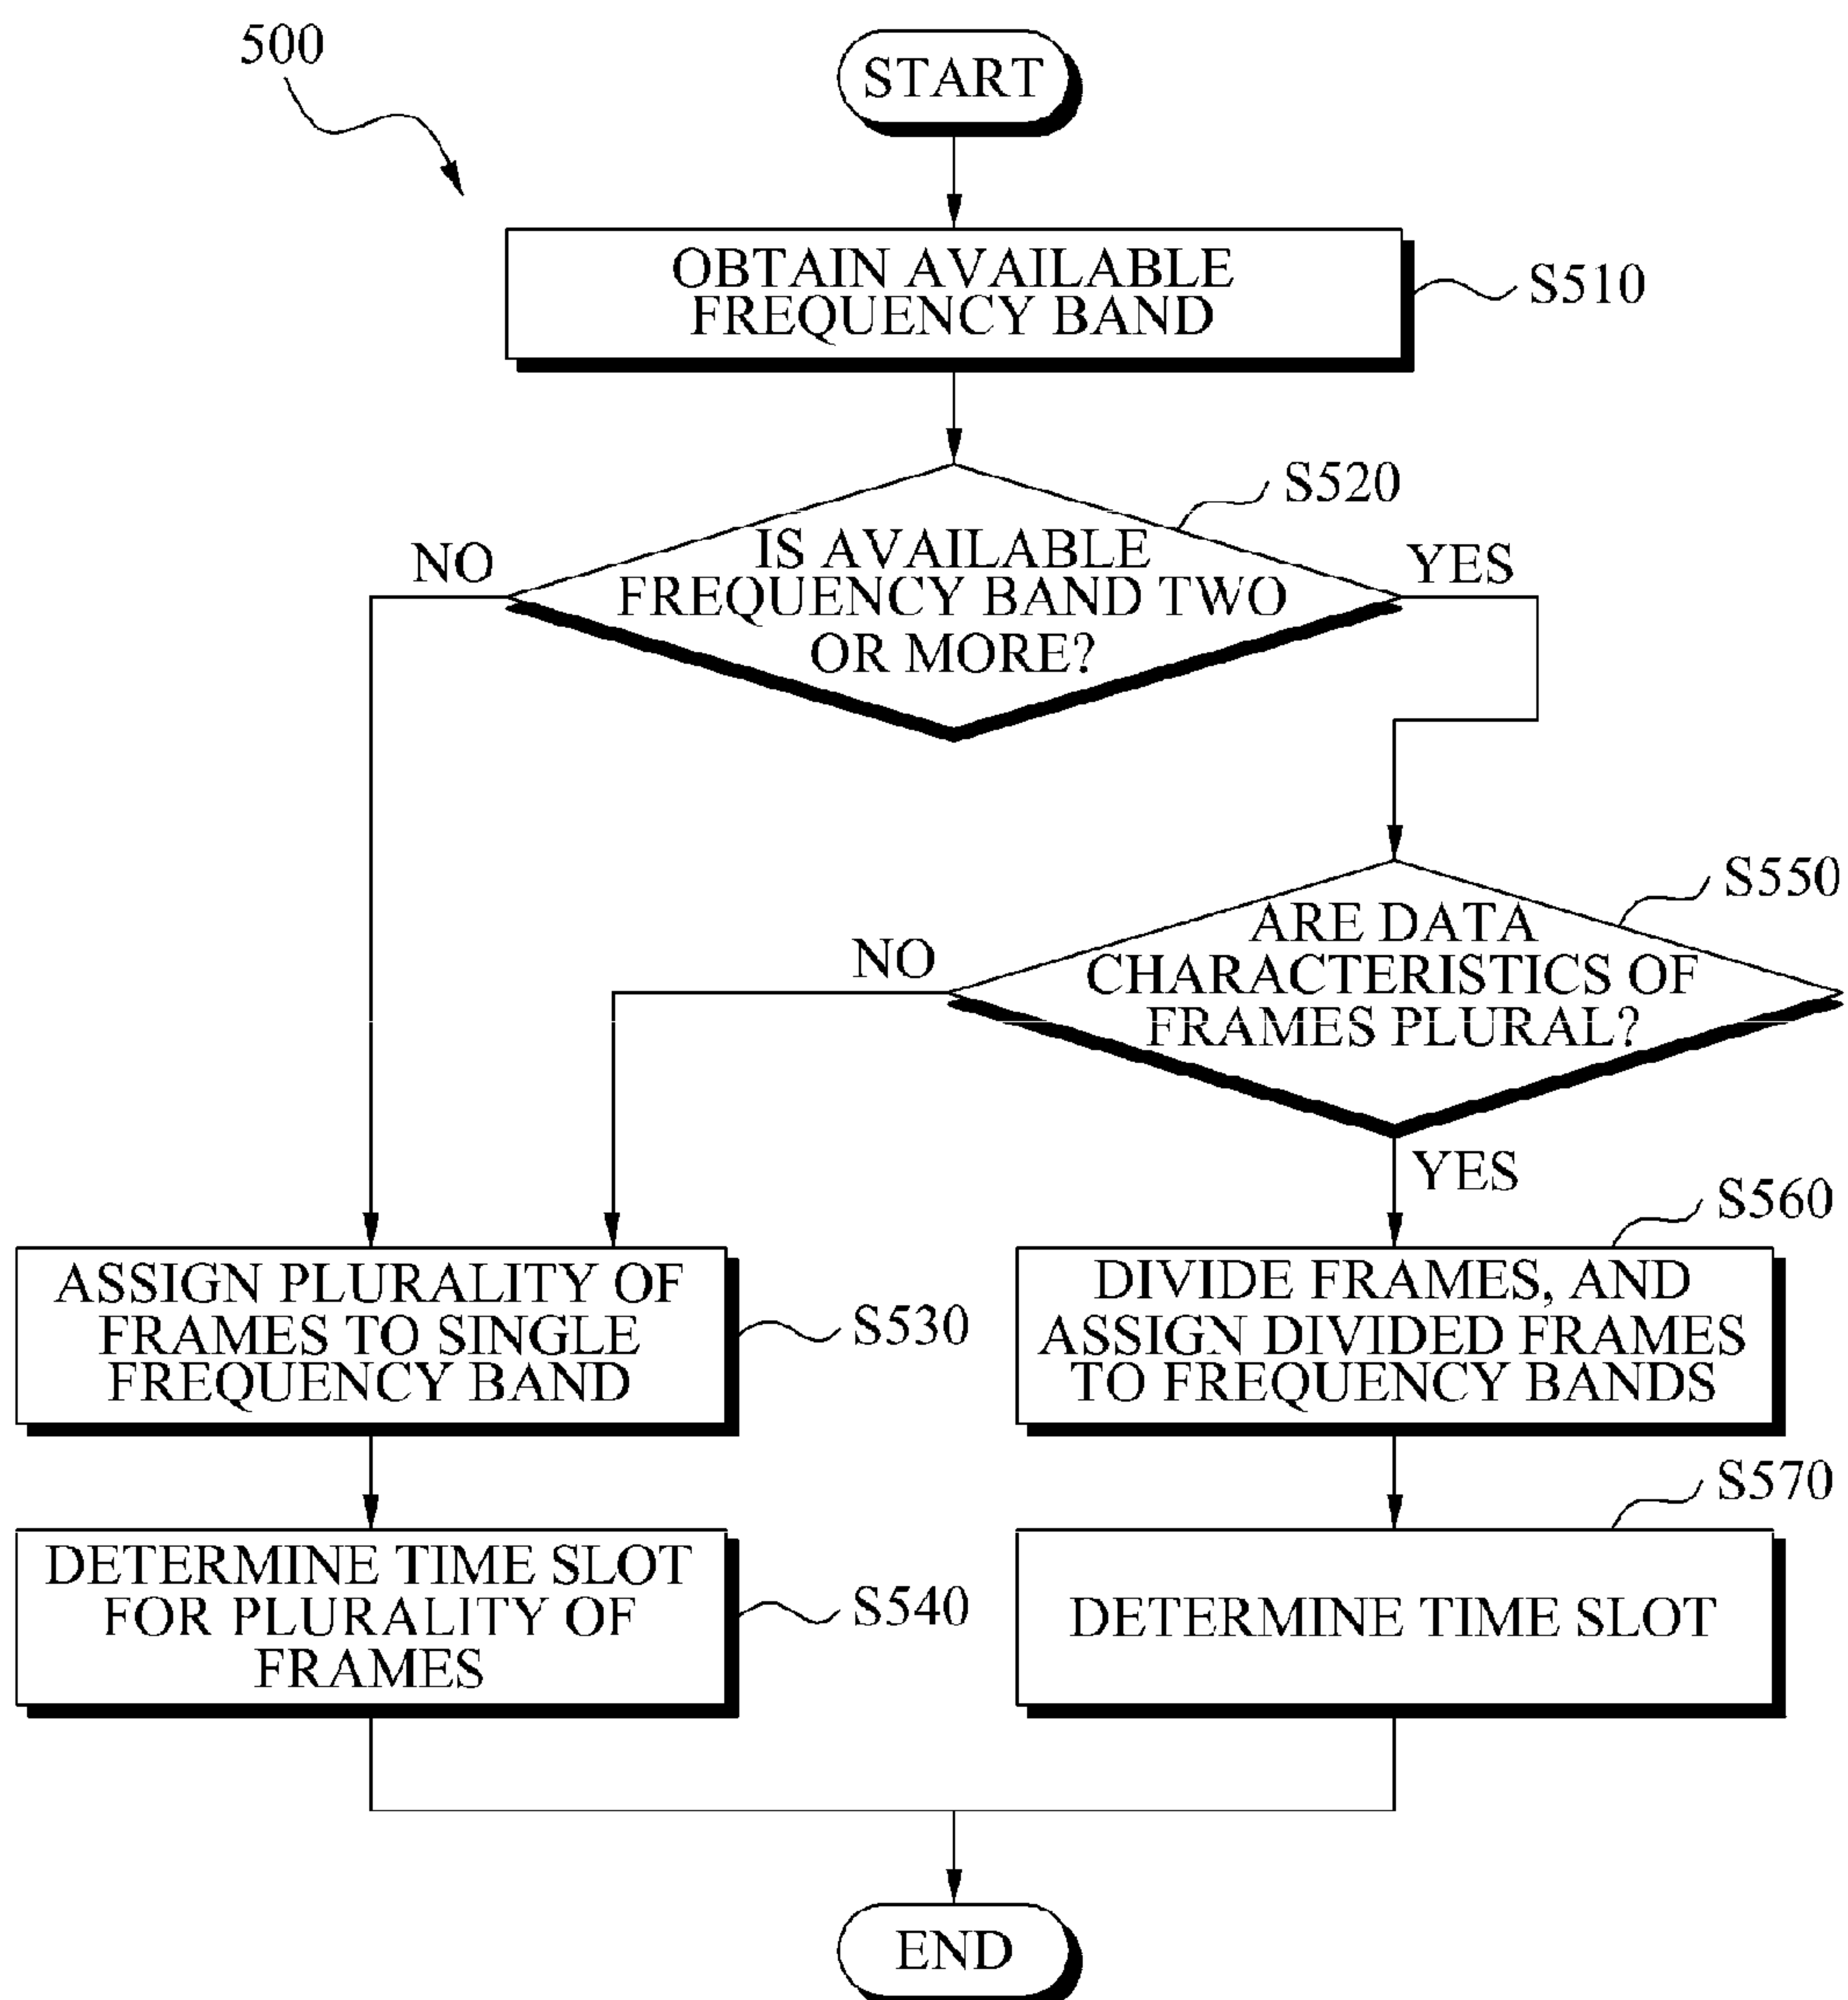 500
START
OBTAIN AVAILABLE
FREQUENCY BAND
S510
S520
IS AVAILABLE
FREQUENCY BAND TWO
OR MORE?
NO
YES
S550
ARE DATA
CHARACTERISTICS OF
FRAMES PLURAL?
NO
YES
ASSIGN PLURALITY OF
FRAMES TO SINGLE
FREQUENCY BAND
S530
S560
DIVIDE FRAMES, AND
ASSIGN DIVIDED FRAMES
TO FREQUENCY BANDS
DETERMINE TIME SLOT
FOR PLURALITY OF
FRAMES
S540
S570
DETERMINE TIME SLOT
END